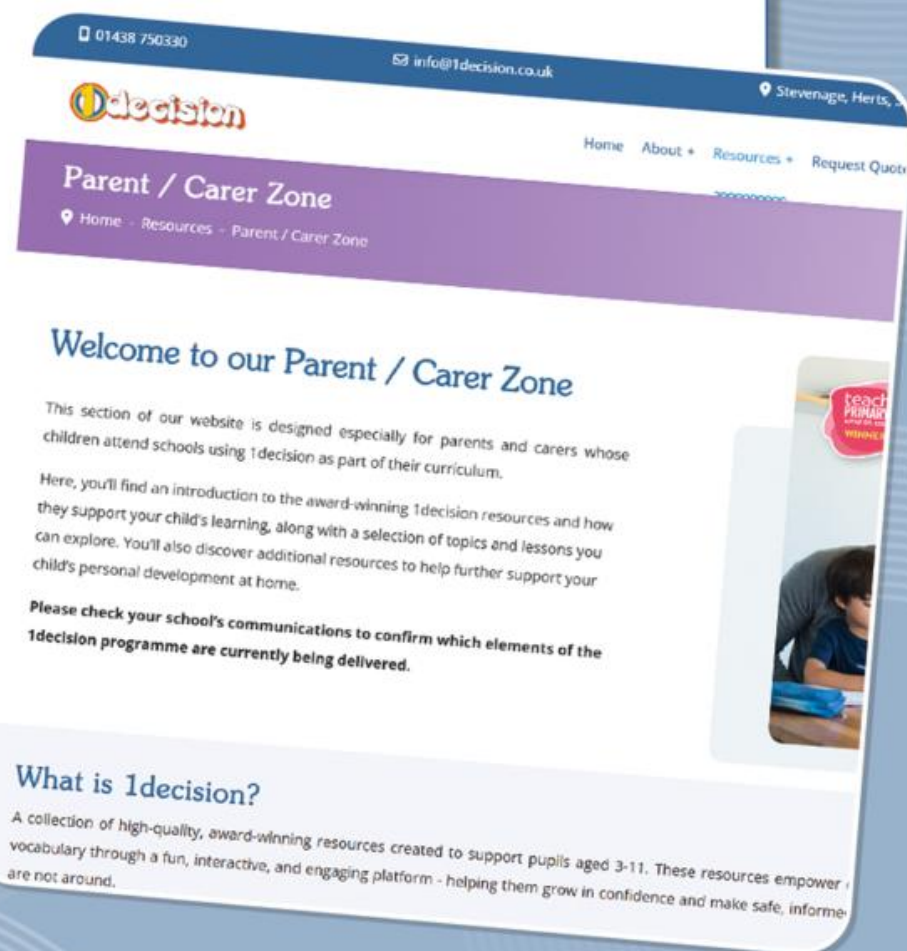 01438 750330
info@1decision.co.uk
Stevenage, Herts,
1decision
Home About + Resources + Request Quote
Parent / Carer Zone
Home - Resources - Parent / Carer Zone
Welcome to our Parent / Carer Zone
This section of our website is designed especially for parents and carers whose
children attend schools using 1decision as part of their curriculum.
Here, you'll find an introduction to the award-winning 1decision resources and how
they support your child's learning, along with a selection of topics and lessons you
can explore. You'll also discover additional resources to help further support your
child's personal development at home.
Please check your school's communications to confirm which elements of the
1decision programme are currently being delivered.
teach
PRIMARY
WINNER
What is 1decision?
A collection of high-quality, award-winning resources created to support pupils aged 3-11. These resources empower
vocabulary through a fun, interactive, and engaging platform - helping them grow in confidence and make safe, informe
are not around.